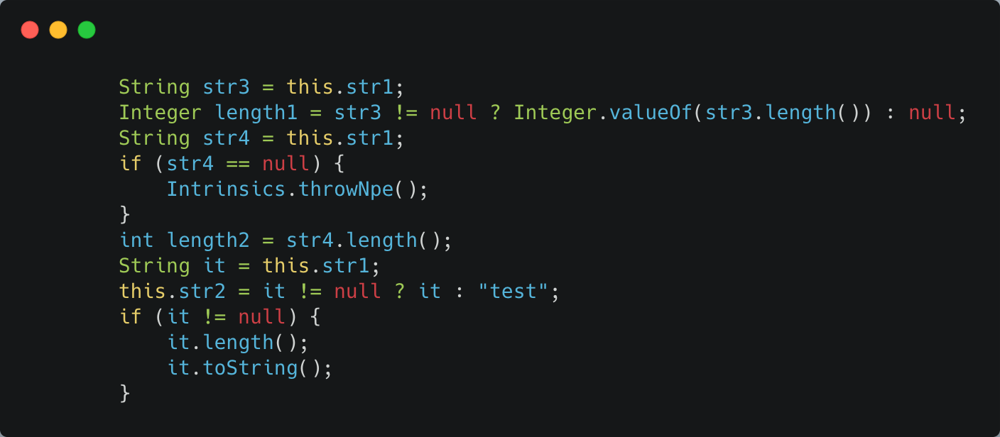 String str3 = this.str1;
Integer length1 = str3 != null ? Integer.valueOf(str3.length()) : null;
String str4 = this.str1;
if (str4 == null) {
    Intrinsics.throwNpe();
}
int length2 = str4.length();
String it = this.str1;
this.str2 = it != null ? it : "test";
if (it != null) {
    it.length();
    it.toString();
}